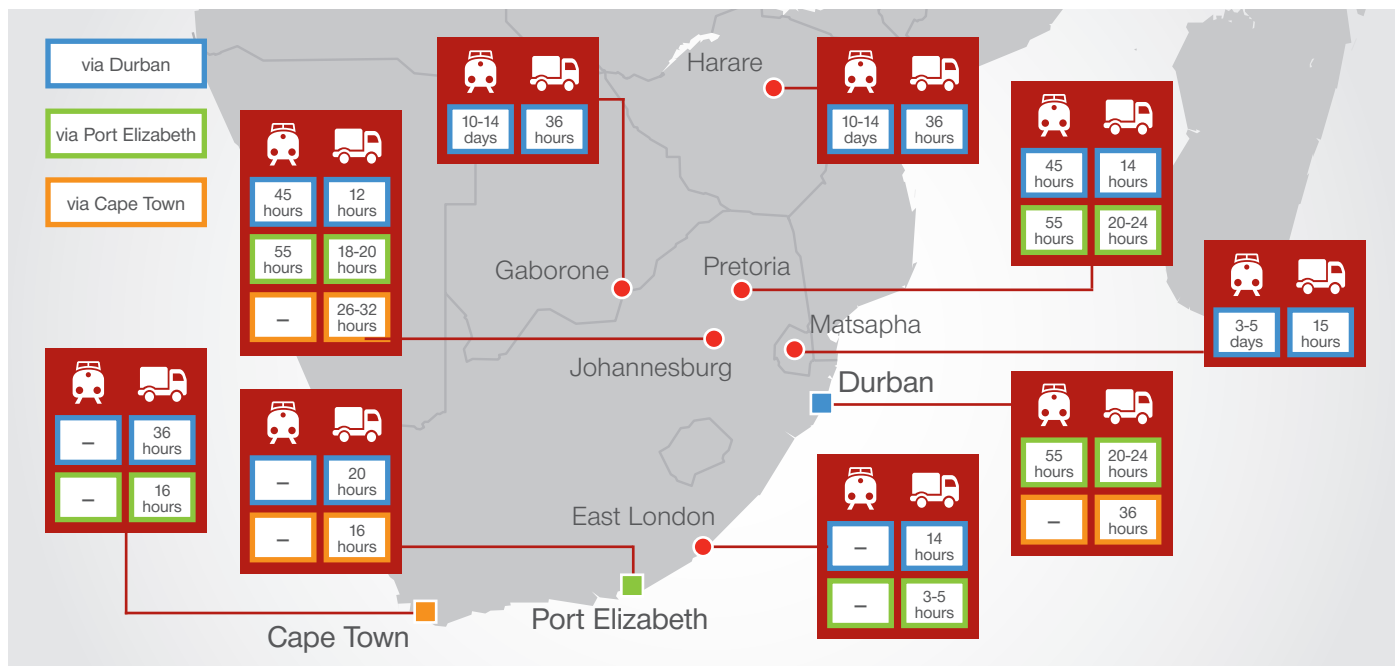 via Durban
via Port Elizabeth
via Cape Town
10-14
days
36
hours
Harare
10-14
days
36
hours
45
hours
12
hours
55
hours
18-20
hours
–
26-32
hours
45
hours
14
hours
55
hours
20-24
hours
Gaborone
Pretoria
Johannesburg
Matsapha
3-5
days
15
hours
Durban
55
hours
20-24
hours
–
36
hours
–
36
hours
–
16
hours
–
20
hours
–
16
hours
East London
–
14
hours
–
3-5
hours
Port Elizabeth
Cape Town